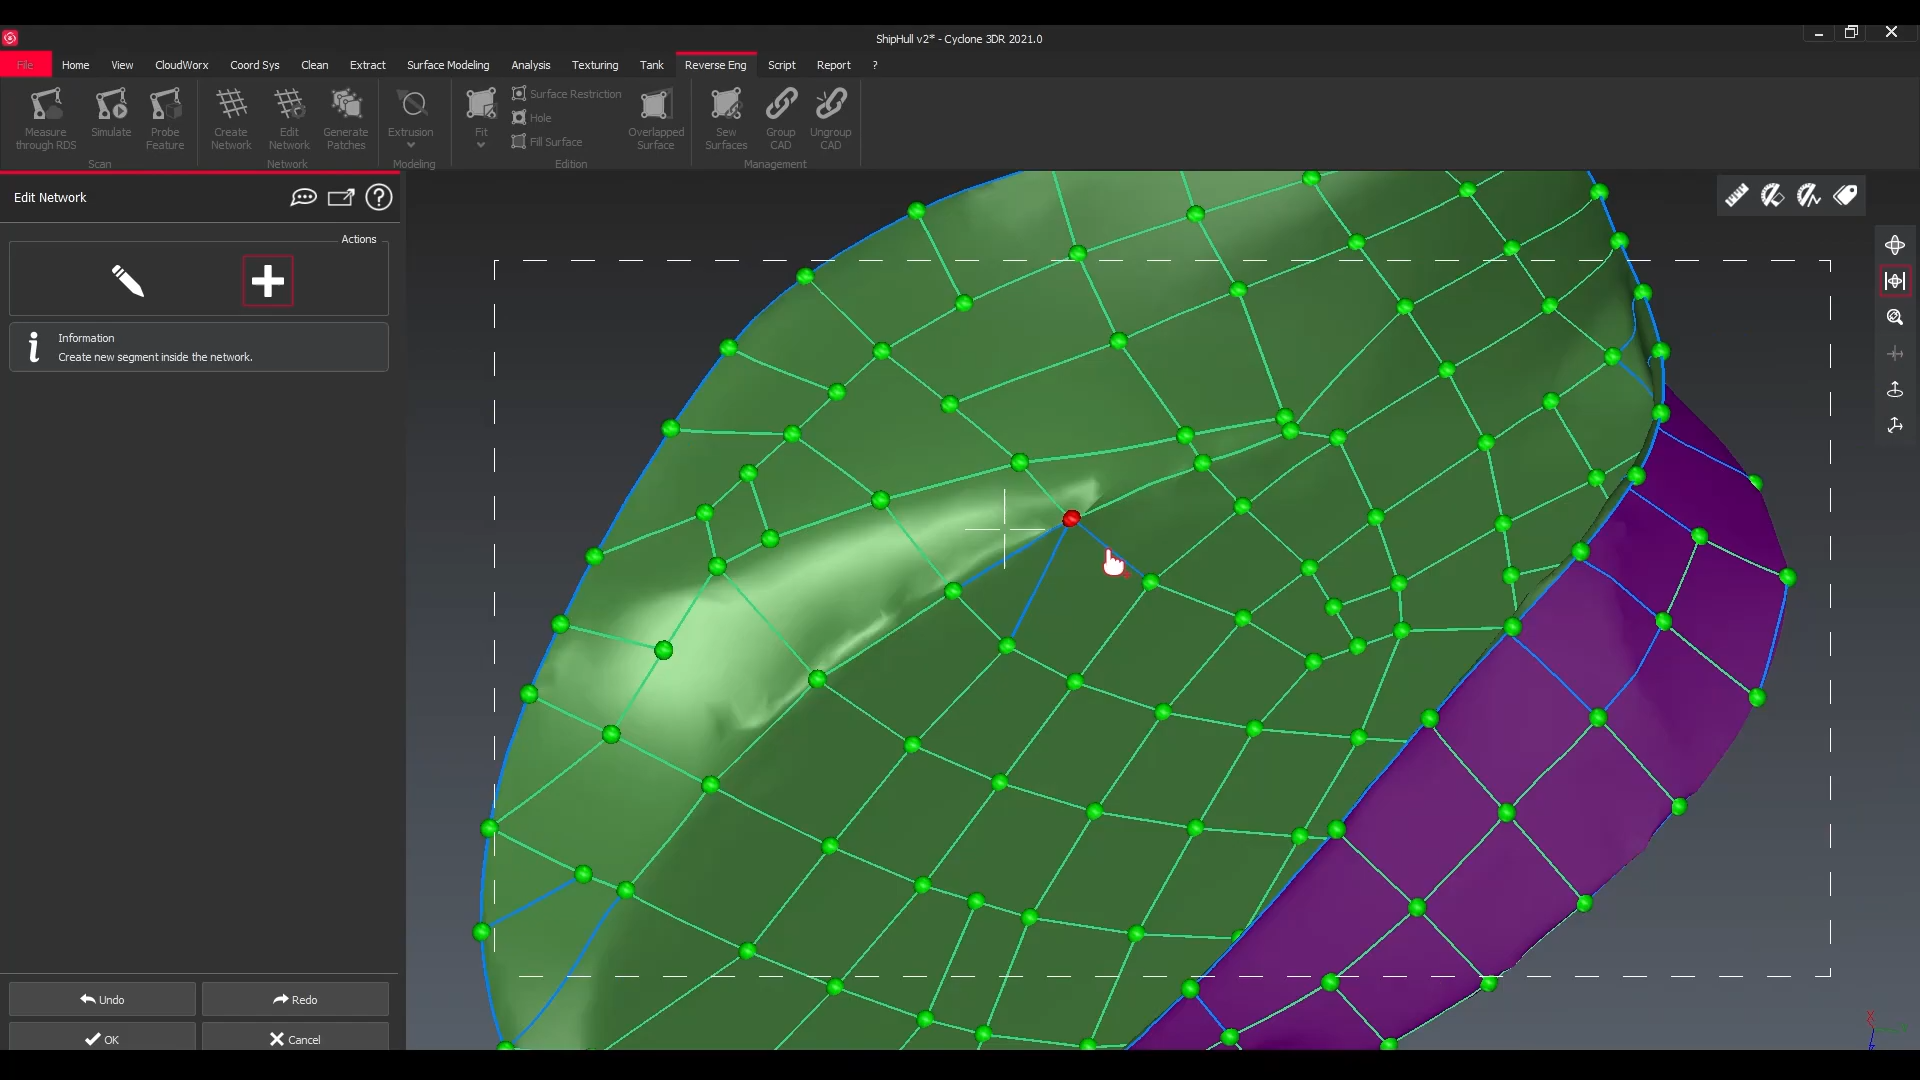 ShipHull v2* - Cyclone 3DR 2021.0
File Home View CloudWorx Coord Sys Clean Extract Surface Modeling Analysis Texturing Tank Reverse Eng Script Report ?
Measure through RDS
Simulate
Probe Feature
Scan
Create Network
Edit Network
Generate Patches
Network
Extrusion
Modeling
Fit
Surface Restriction
Hole
Fill Surface
Overlapped Surface
Edition
Sew Surfaces
Group CAD
Ungroup CAD
Management
Edit Network
Actions
Information
Create new segment inside the network.
Undo
Redo
OK
Cancel
X